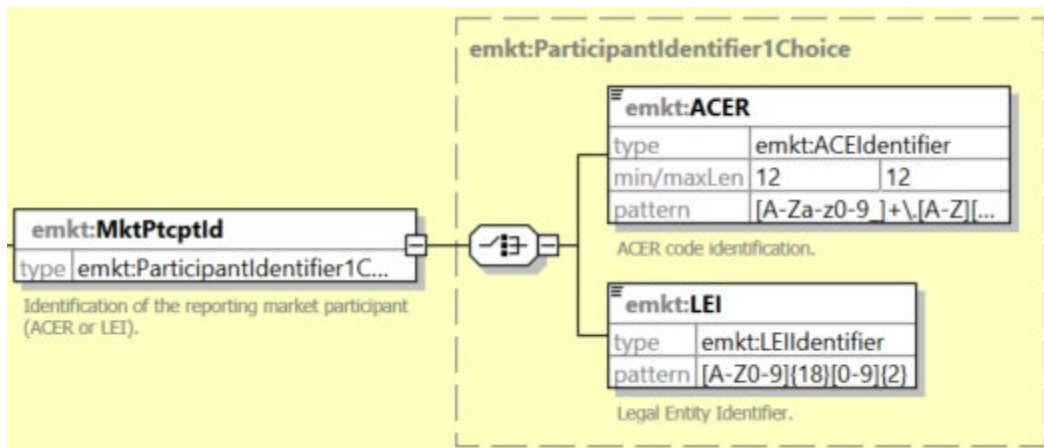 emkt:ParticipantIdentifier1Choice
emkt:ACER
type emkt:ACEIdentifier
min/maxLen 12 12
pattern [A-Za-z0-9_]+\.[A-Z][...
ACER code identification.
emkt:MktPtcptId
type emkt:ParticipantIdentifier1C...
Identification of the reporting market participant
(ACER or LEI).
emkt:LEI
type emkt:LEIIdentifier
pattern [A-Z0-9]{18}[0-9]{2}
Legal Entity Identifier.